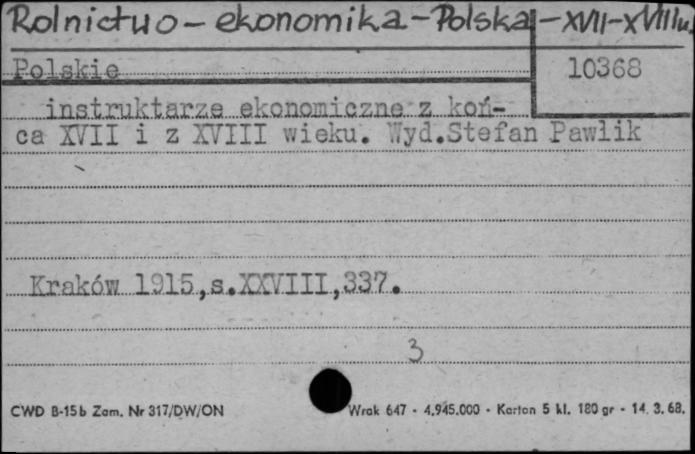 Rolnictwo - ekonomika - Polska - XVII-XVIII w.
Polskie 10368
instruktarze ekonomiczne z koń-
ca XVII i z XVIII wieku. Wyd.Stefan Pawlik
Kraków 1915,s.XXVIII,337.
3
CWD B-15b Zam. Nr 317/DW/ON Wrak 647 - 4.945.000 - Karton 5 kl. 180 gr - 14. 3. 68.